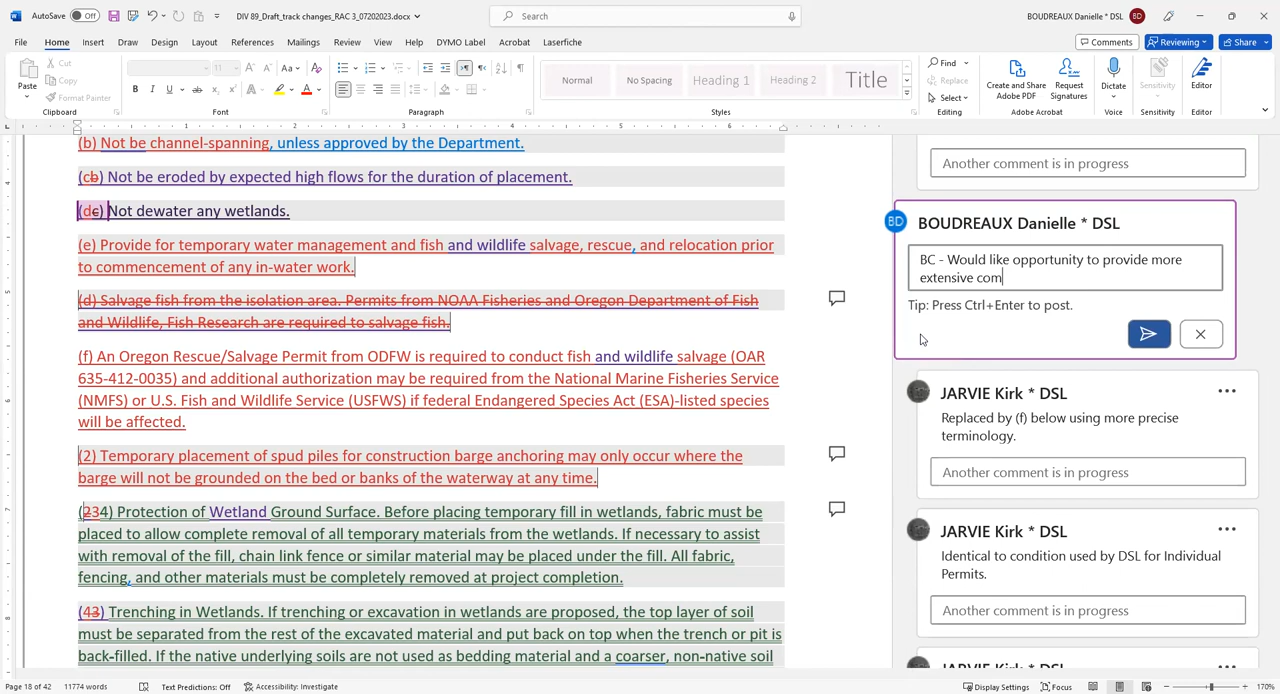 AutoSave Off DIV 89_Draft_track changes_RAC 3_07202023.docx Search BOUDREAUX Danielle * DSL BD
File Home Insert Draw Design Layout References Mailings Review View Help DYMO Label Acrobat Laserfiche Comments Reviewing Share
Paste Cut Copy Format Painter 11 Normal No Spacing Heading 1 Heading 2 Title Find Replace Select Create and Share Adobe PDF Request Signatures Dictate Sensitivity Editor
Clipboard Font Paragraph Styles Editing Adobe Acrobat Voice Sensitivity Editor
1 2 3 4 5 6
(b) Not be channel-spanning, unless approved by the Department.
(cb) Not be eroded by expected high flows for the duration of placement.
(dc) Not dewater any wetlands.
(e) Provide for temporary water management and fish and wildlife salvage, rescue, and relocation prior
to commencement of any in-water work.
(d) Salvage fish from the isolation area. Permits from NOAA Fisheries and Oregon Department of Fish
and Wildlife, Fish Research are required to salvage fish.
(f) An Oregon Rescue/Salvage Permit from ODFW is required to conduct fish and wildlife salvage (OAR
635-412-0035) and additional authorization may be required from the National Marine Fisheries Service
(NMFS) or U.S. Fish and Wildlife Service (USFWS) if federal Endangered Species Act (ESA)-listed species
will be affected.
(2) Temporary placement of spud piles for construction barge anchoring may only occur where the
barge will not be grounded on the bed or banks of the waterway at any time.
(234) Protection of Wetland Ground Surface. Before placing temporary fill in wetlands, fabric must be
placed to allow complete removal of all temporary materials from the wetlands. If necessary to assist
with removal of the fill, chain link fence or similar material may be placed under the fill. All fabric,
fencing, and other materials must be completely removed at project completion.
(43) Trenching in Wetlands. If trenching or excavation in wetlands are proposed, the top layer of soil
must be separated from the rest of the excavated material and put back on top when the trench or pit is
back-filled. If the native underlying soils are not used as bedding material and a coarser, non-native soil
Another comment is in progress
BD BOUDREAUX Danielle * DSL
BC - Would like opportunity to provide more
extensive com
Tip: Press Ctrl+Enter to post.
JARVIE Kirk * DSL
Replaced by (f) below using more precise
terminology.
Another comment is in progress
JARVIE Kirk * DSL
Identical to condition used by DSL for Individual
Permits.
Another comment is in progress
JARVIE Kirk * DSL
Page 18 of 42 11774 words Text Predictions: Off Accessibility: Investigate Display Settings Focus 170%